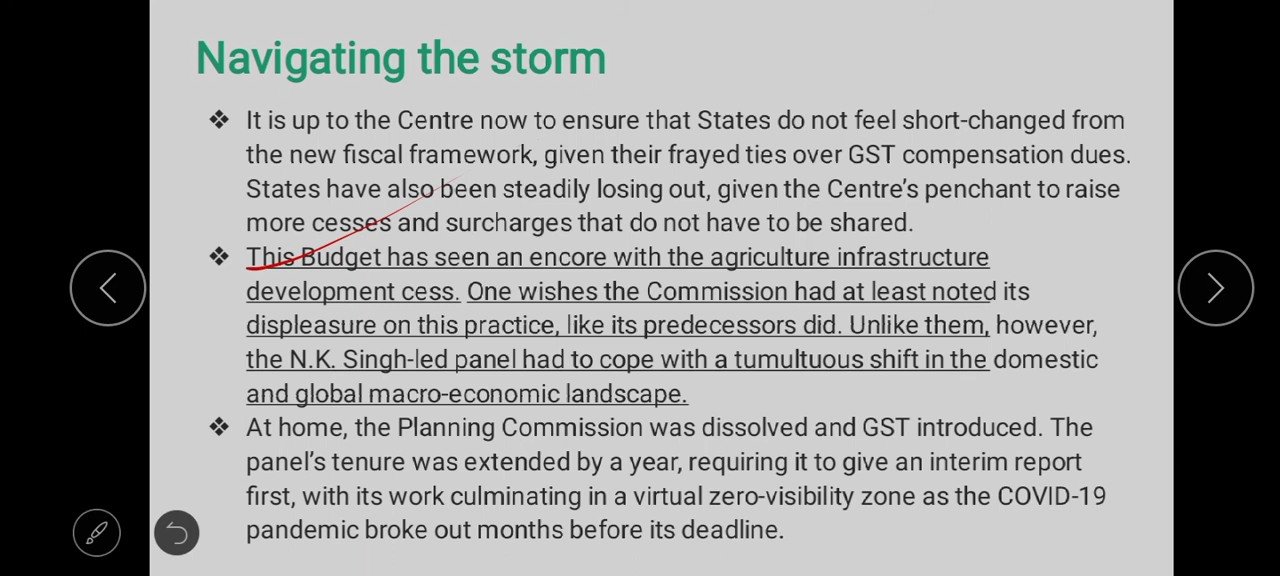 Navigating the storm
❖ It is up to the Centre now to ensure that States do not feel short-changed from
the new fiscal framework, given their frayed ties over GST compensation dues.
States have also been steadily losing out, given the Centre’s penchant to raise
more cesses and surcharges that do not have to be shared.
❖ This Budget has seen an encore with the agriculture infrastructure
development cess. One wishes the Commission had at least noted its
displeasure on this practice, like its predecessors did. Unlike them, however,
the N.K. Singh-led panel had to cope with a tumultuous shift in the domestic
and global macro-economic landscape.
❖ At home, the Planning Commission was dissolved and GST introduced. The
panel’s tenure was extended by a year, requiring it to give an interim report
first, with its work culminating in a virtual zero-visibility zone as the COVID-19
pandemic broke out months before its deadline.